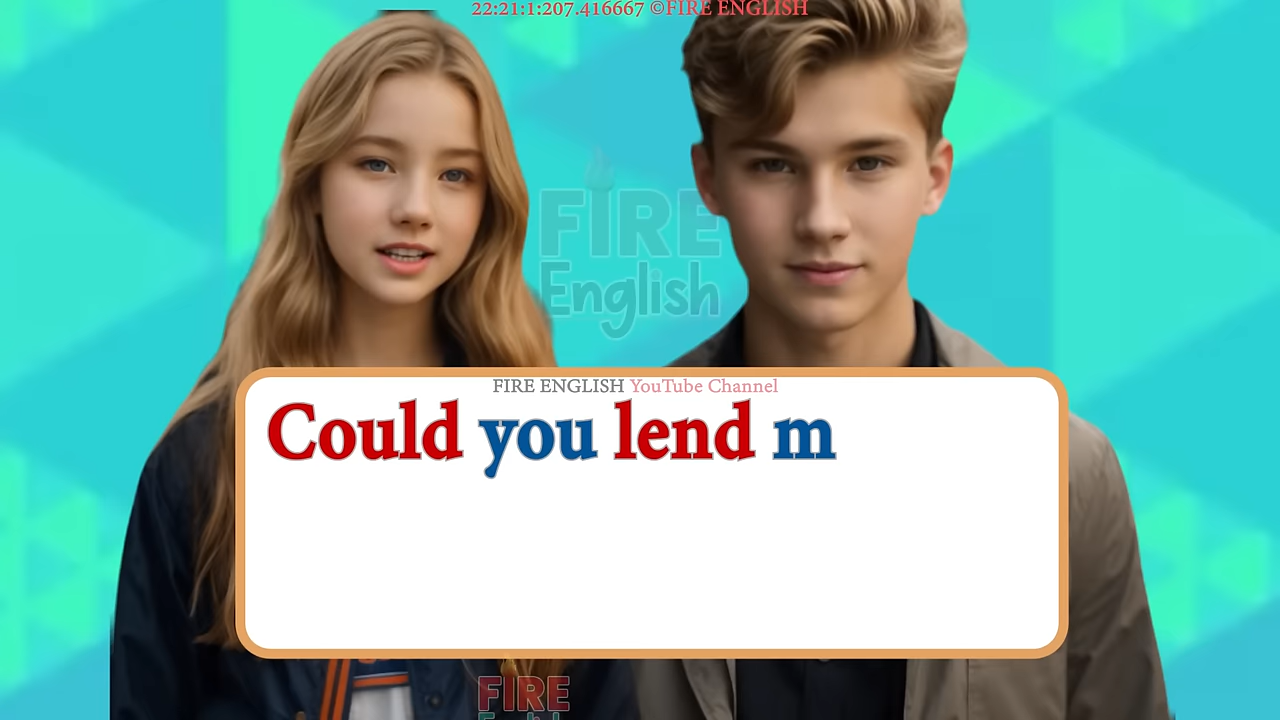 22:21:1:207.416667 ©FIRE ENGLISH
FIRE
English
FIRE ENGLISH YouTube Channel
Could you lend m
FIRE